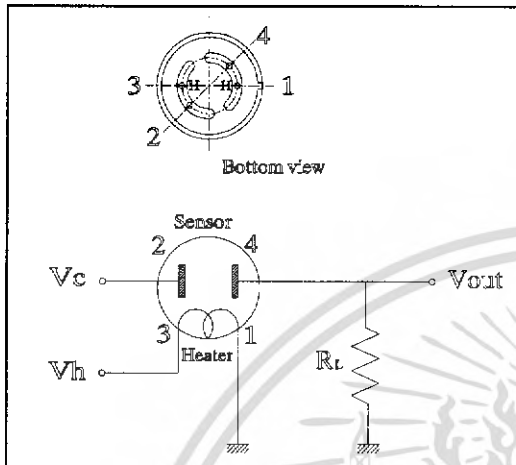 4
3 H H 1
2
Bottom view
Sensor
2 4
Vc Vout
3 1
Heater
Vh RL